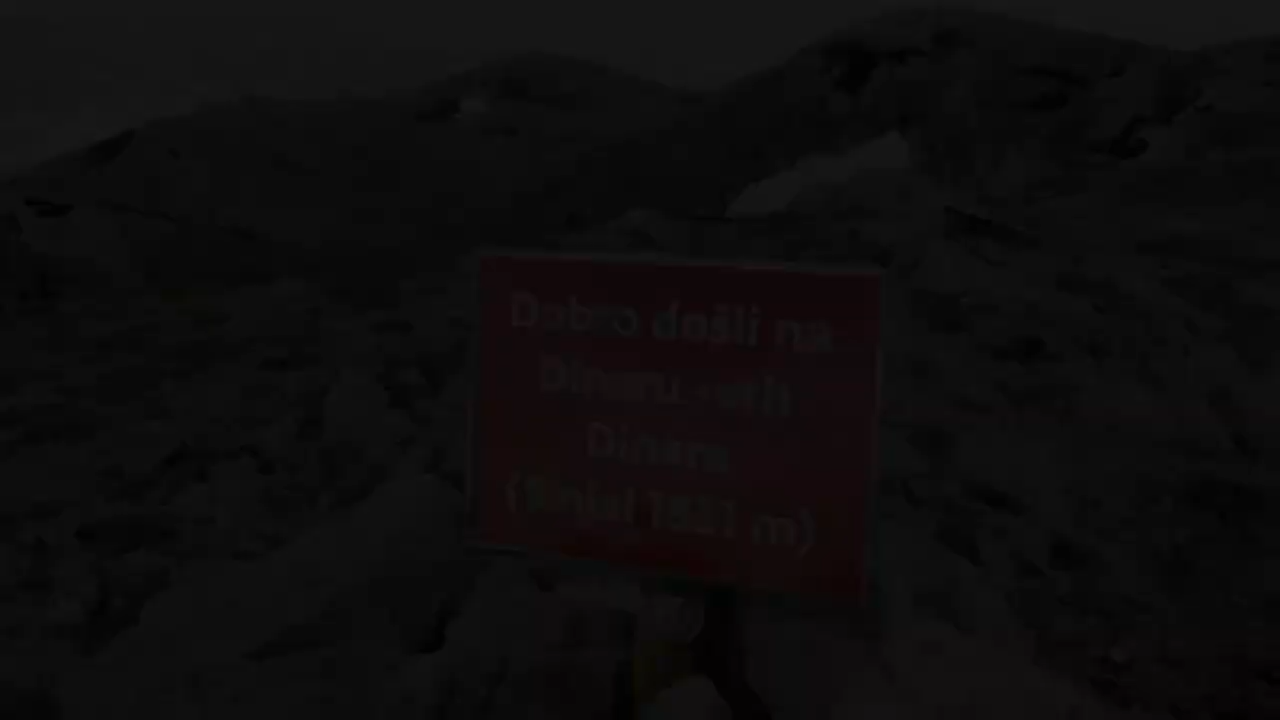 Dobro došli na
Dinaru - vrh
Dinara
(Sinjal 1831 m)